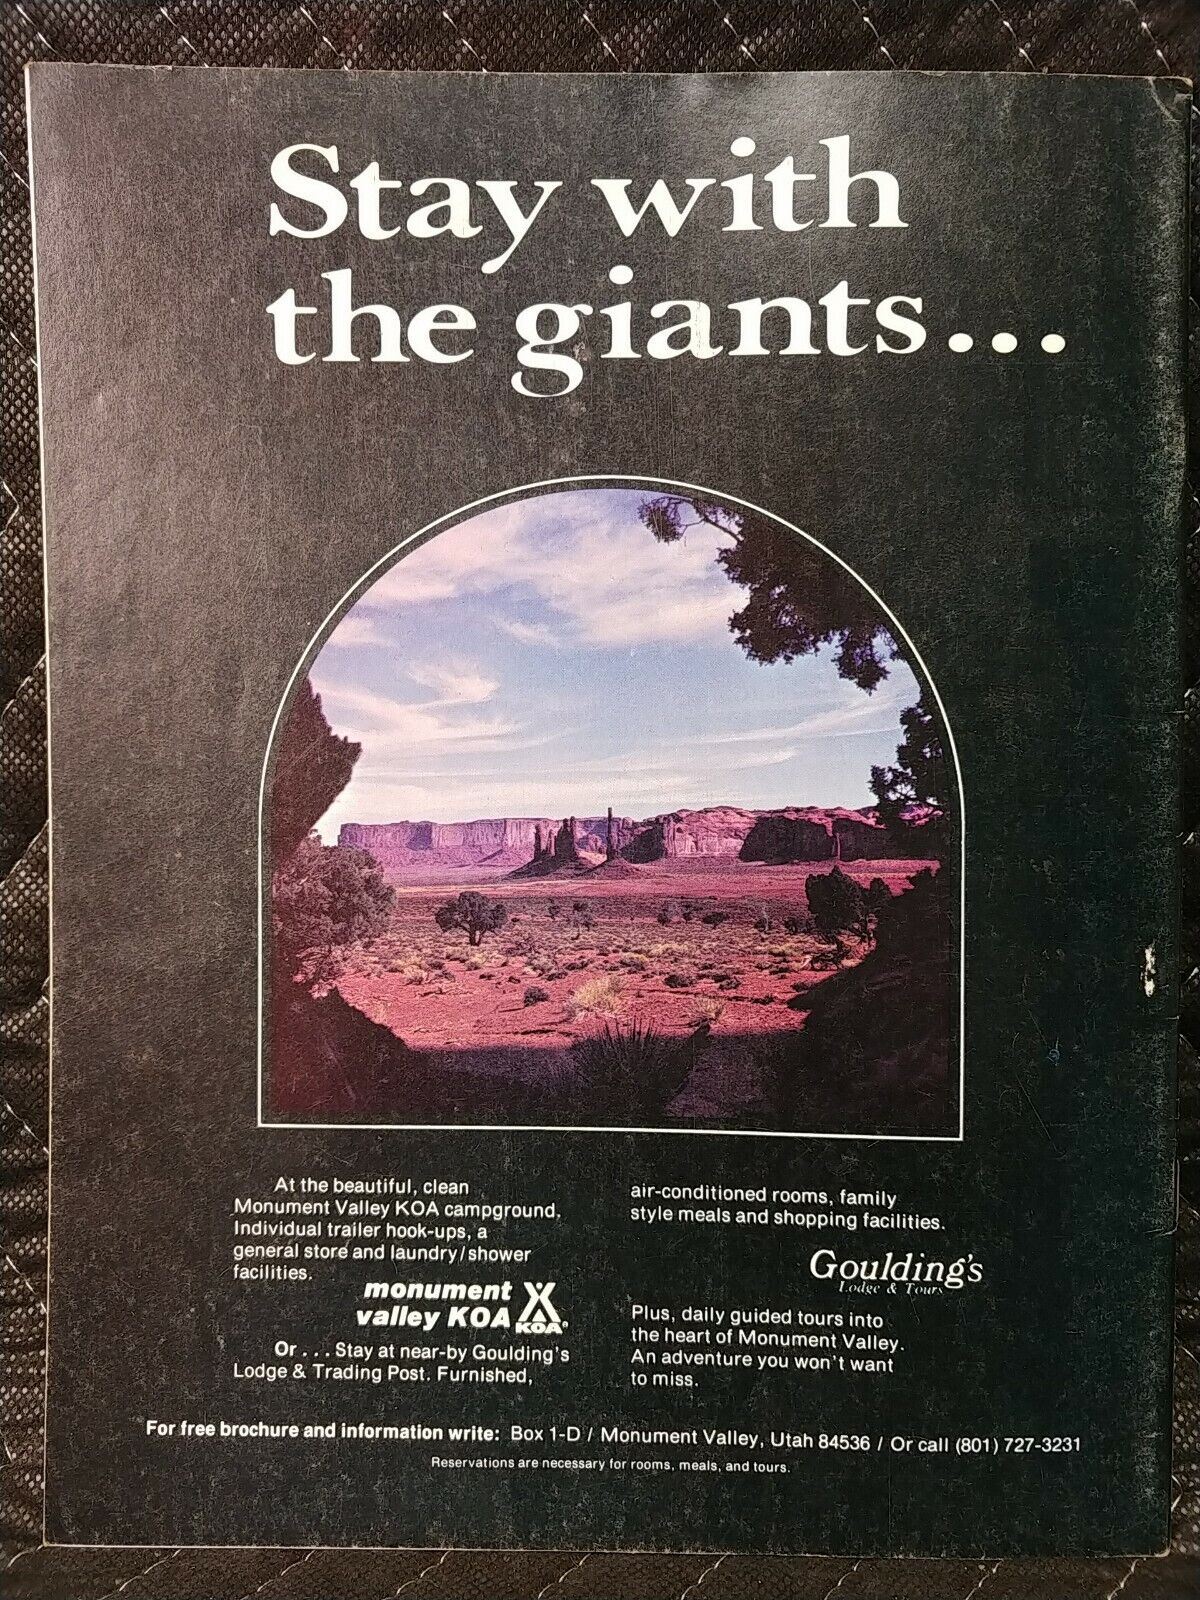 Stay with
the giants...
At the beautiful, clean
Monument Valley KOA campground.
Individual trailer hook-ups, a
general store and laundry/shower
facilities.
monument
valley KOA
KOA®
Or... Stay at near-by Goulding's
Lodge & Trading Post. Furnished,
air-conditioned rooms, family
style meals and shopping facilities.
Goulding's
Lodge & Tours
Plus, daily guided tours into
the heart of Monument Valley.
An adventure you won't want
to miss.
For free brochure and information write: Box 1-D / Monument Valley, Utah 84536 / Or call (801) 727-3231
Reservations are necessary for rooms, meals, and tours.